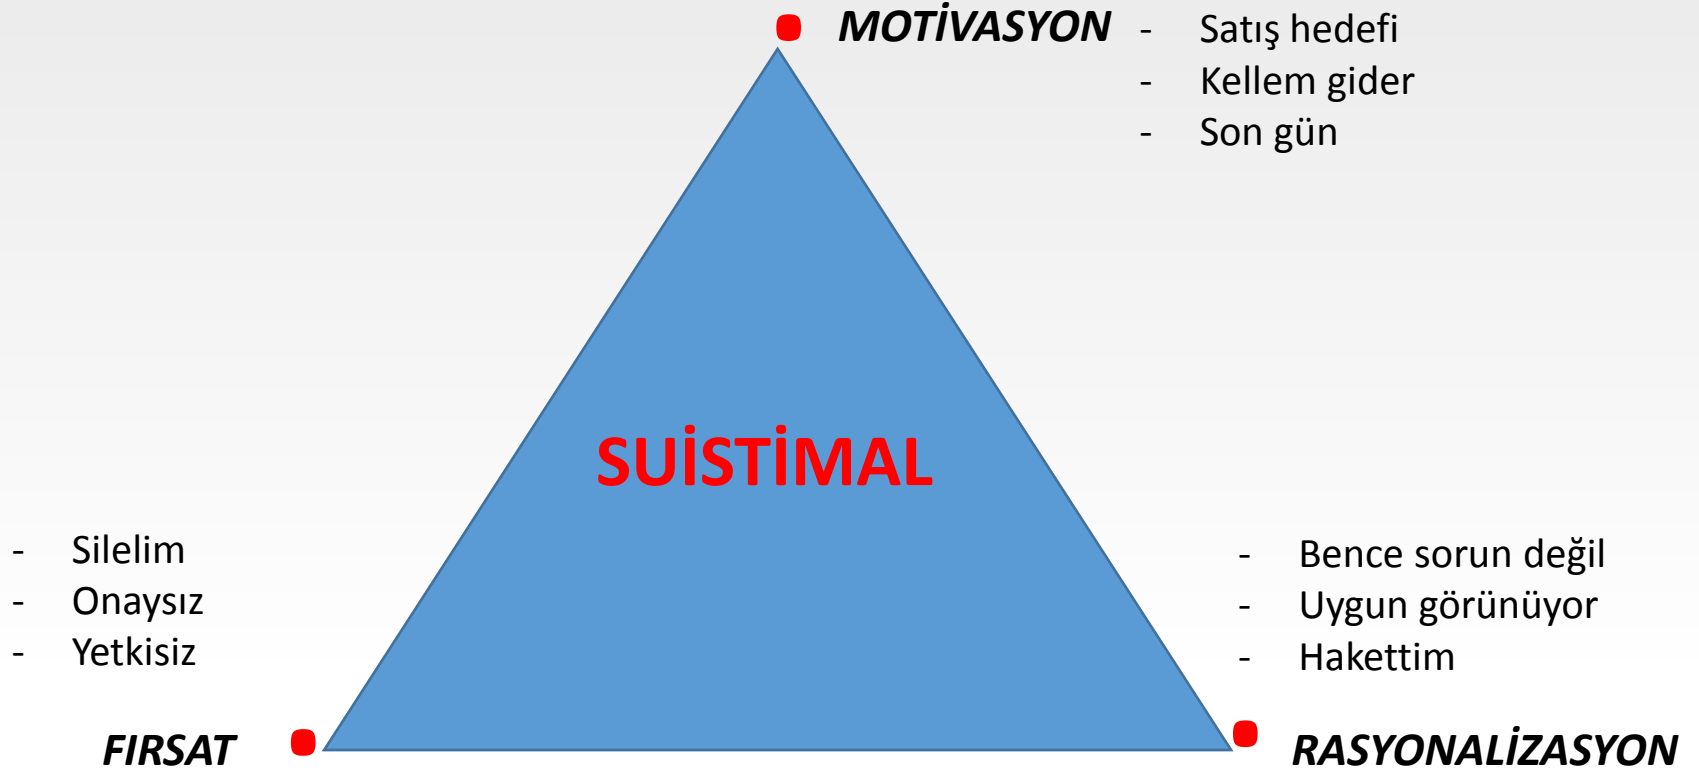 MOTİVASYON
- Satış hedefi
- Kellem gider
- Son gün
SUİSTİMAL
- Silelim
- Onaysız
- Yetkisiz
FIRSAT
- Bence sorun değil
- Uygun görünüyor
- Hakettim
RASYONALİZASYON